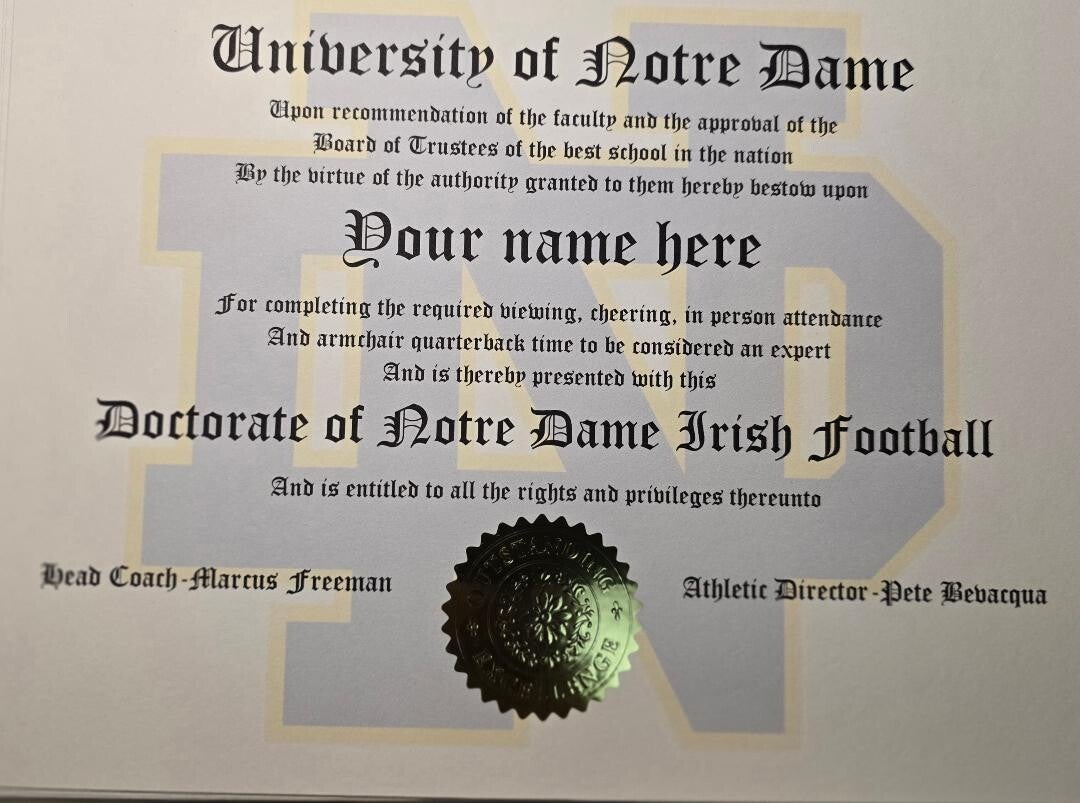 University of Notre Dame
Upon recommendation of the faculty and the approval of the
Board of Trustees of the best school in the nation
By the virtue of the authority granted to them hereby bestow upon
Your name here
For completing the required viewing, cheering, in person attendance
And armchair quarterback time to be considered an expert
And is thereby presented with this
Doctorate of Notre Dame Irish Football
And is entitled to all the rights and privileges thereunto
Head Coach-Marcus Freeman
Athletic Director-Pete Bevacqua
OUTSTANDING
EXCELLENCE